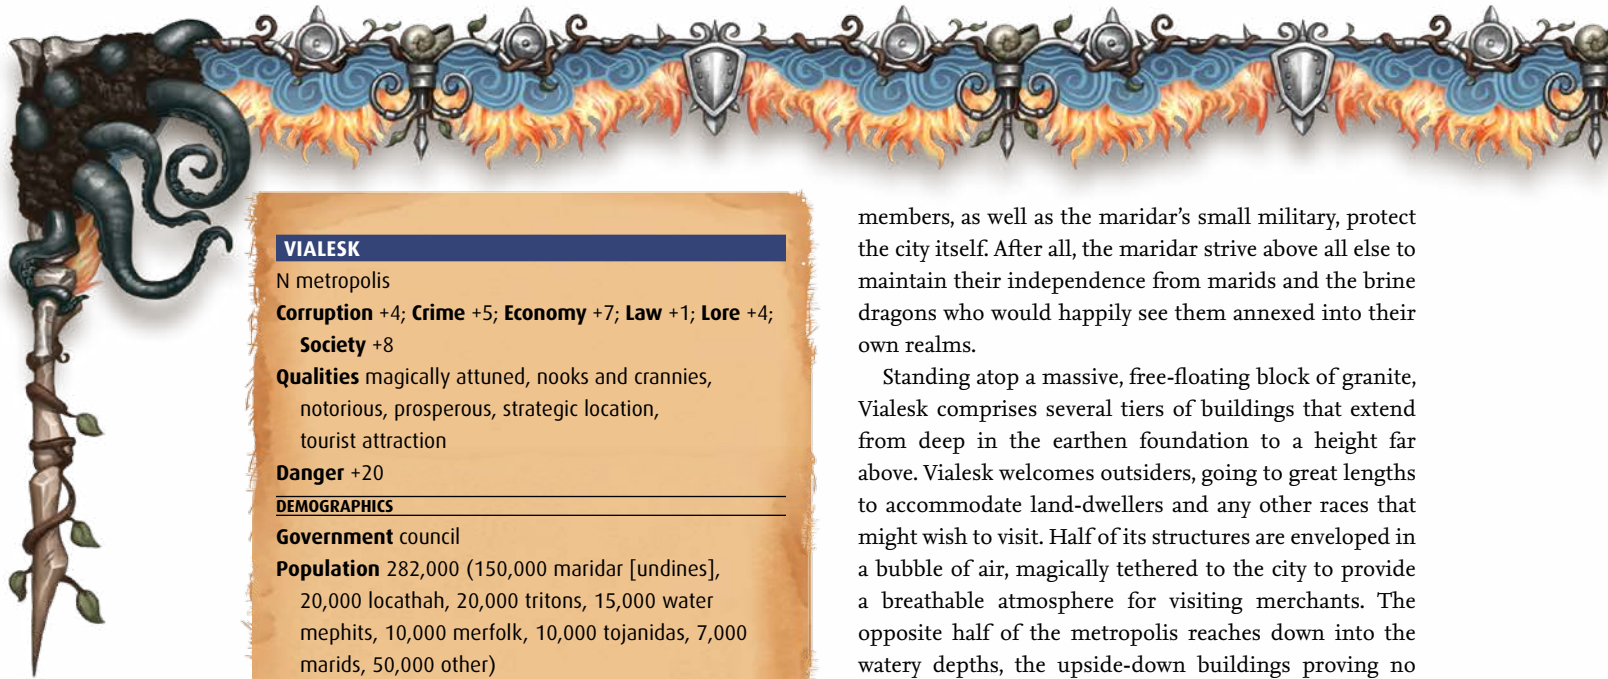 VIALESK
N metropolis
Corruption +4; Crime +5; Economy +7; Law +1; Lore +4;
Society +8
Qualities magically attuned, nooks and crannies,
notorious, prosperous, strategic location,
tourist attraction
Danger +20
DEMOGRAPHICS
Government council
Population 282,000 (150,000 maridar [undines],
20,000 locathah, 20,000 tritons, 15,000 water
mephits, 10,000 merfolk, 10,000 tojanidas, 7,000
marids, 50,000 other)
members, as well as the maridar’s small military, protect
the city itself. After all, the maridar strive above all else to
maintain their independence from marids and the brine
dragons who would happily see them annexed into their
own realms.
Standing atop a massive, free-floating block of granite,
Vialesk comprises several tiers of buildings that extend
from deep in the earthen foundation to a height far
above. Vialesk welcomes outsiders, going to great lengths
to accommodate land-dwellers and any other races that
might wish to visit. Half of its structures are enveloped in
a bubble of air, magically tethered to the city to provide
a breathable atmosphere for visiting merchants. The
opposite half of the metropolis reaches down into the
watery depths, the upside-down buildings proving no